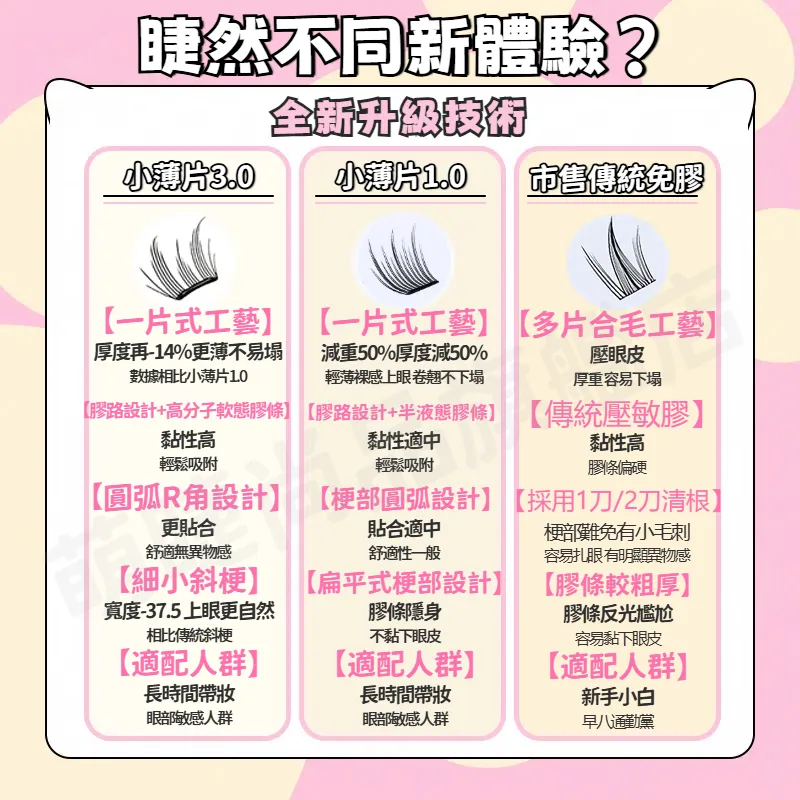 睫然不同新體驗？
全新升級技術
小薄片3.0
【一片式工藝】
厚度再-14%更薄不易塌
數據相比小薄片1.0
【膠路設計+高分子軟態膠條】
黏性高
輕鬆吸附
【圓弧R角設計】
更貼合
舒適無異物感
【細小斜梗】
寬度-37.5 上眼更自然
相比傳統斜梗
【適配人群】
長時間帶妝
眼部敏感人群
小薄片1.0
【一片式工藝】
減重50%厚度減50%
輕薄裸感上眼 卷翹不下塌
【膠路設計+半液態膠條】
黏性適中
輕鬆吸附
【梗部圓弧設計】
貼合適中
舒適性一般
【扁平式梗部設計】
膠條隱身
不黏下眼皮
【適配人群】
長時間帶妝
眼部敏感人群
市售傳統免膠
【多片合毛工藝】
壓眼皮
厚重 容易下塌
【傳統壓敏膠】
黏性高
膠條偏硬
【採用1刀/2刀清根】
梗部難免有小毛刺
容易扎眼 有明顯異物感
【膠條較粗厚】
膠條反光尷尬
容易黏下眼皮
【適配人群】
新手小白
早八通勤黨